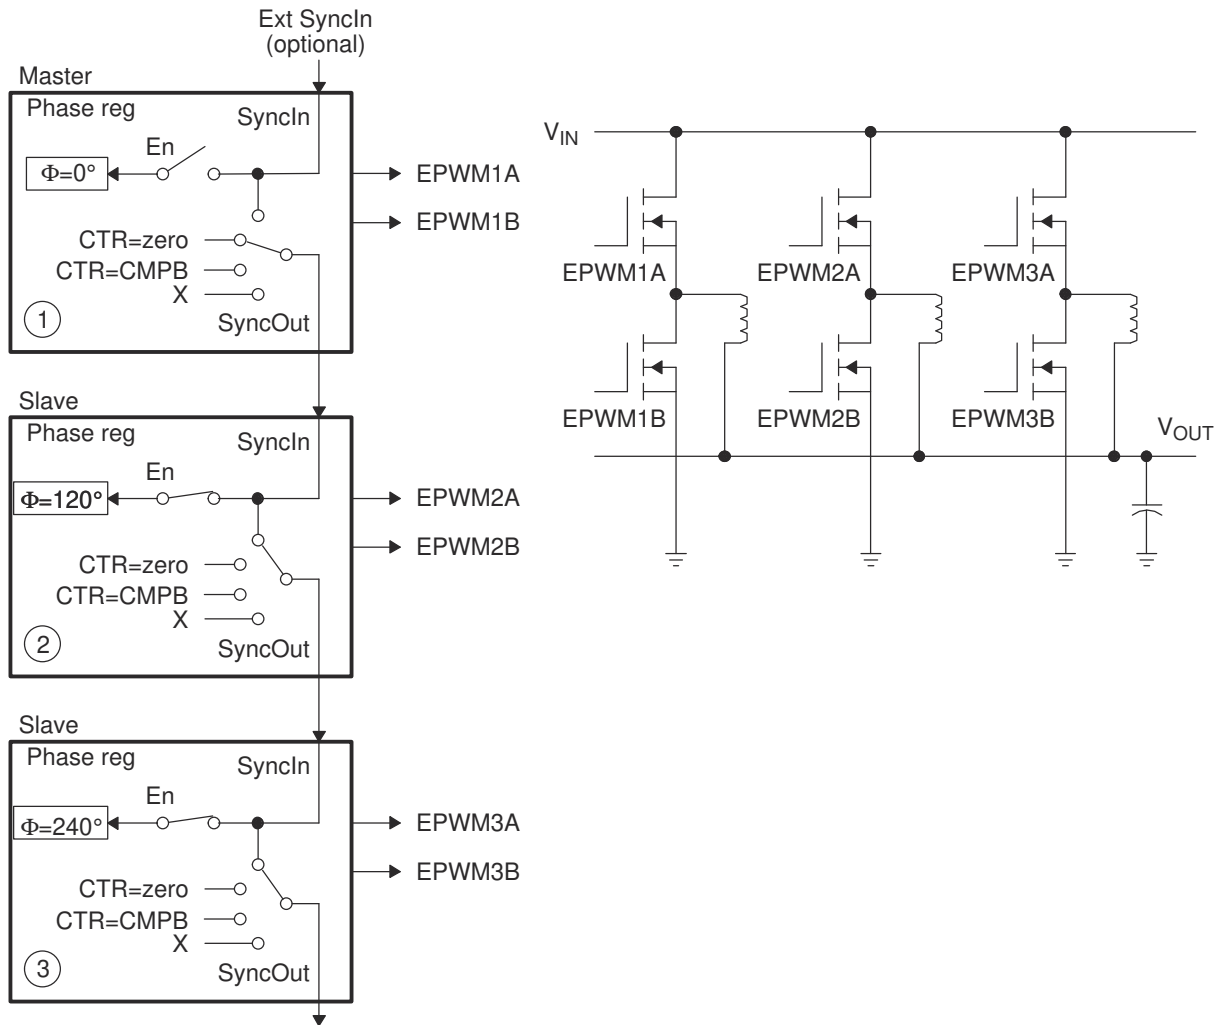 Ext SyncIn
(optional)
Master
Phase reg
SyncIn
En
Φ=0°
EPWM1A
EPWM1B
CTR=zero
CTR=CMPB
X
1
SyncOut
Slave
Phase reg
SyncIn
En
Φ=120°
EPWM2A
EPWM2B
CTR=zero
CTR=CMPB
X
2
SyncOut
Slave
Phase reg
SyncIn
En
Φ=240°
EPWM3A
EPWM3B
CTR=zero
CTR=CMPB
X
3
SyncOut
VIN
EPWM1A
EPWM2A
EPWM3A
EPWM1B
EPWM2B
EPWM3B
VOUT